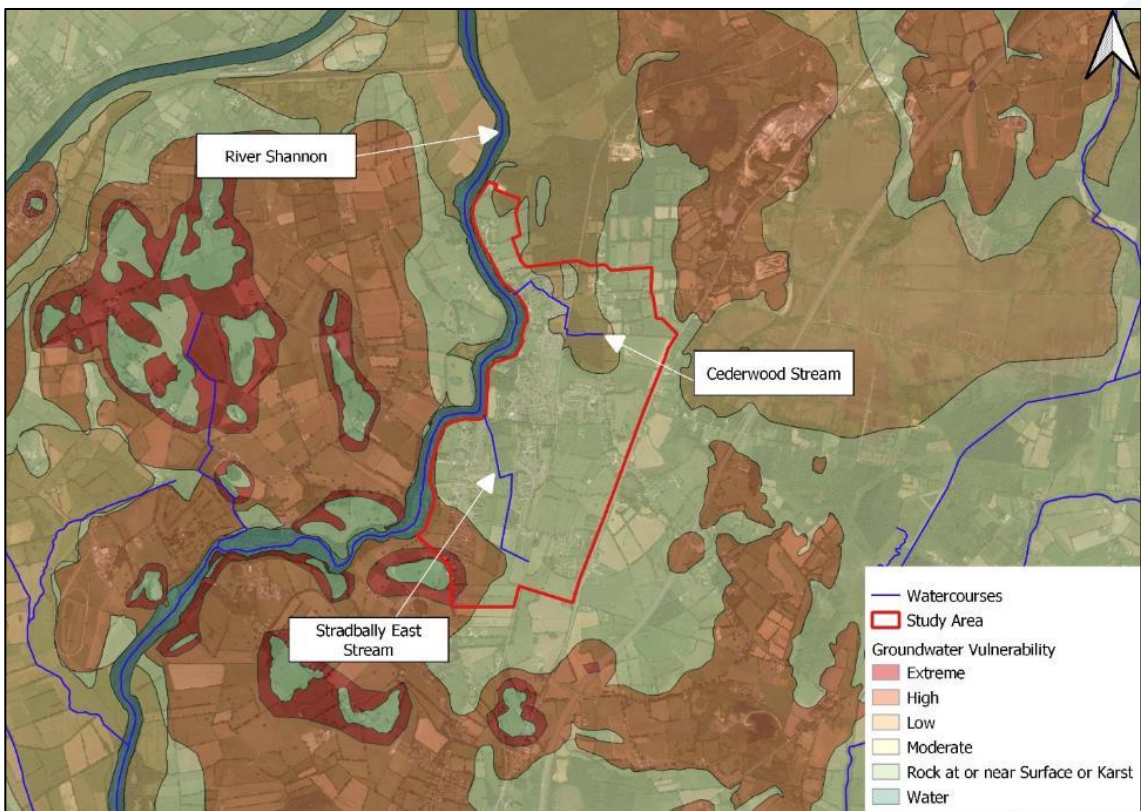 River Shannon
Cederwood Stream
Stradbally East
Stream
Watercourses
Study Area
Groundwater Vulnerability
Extreme
High
Low
Moderate
Rock at or near Surface or Karst
Water